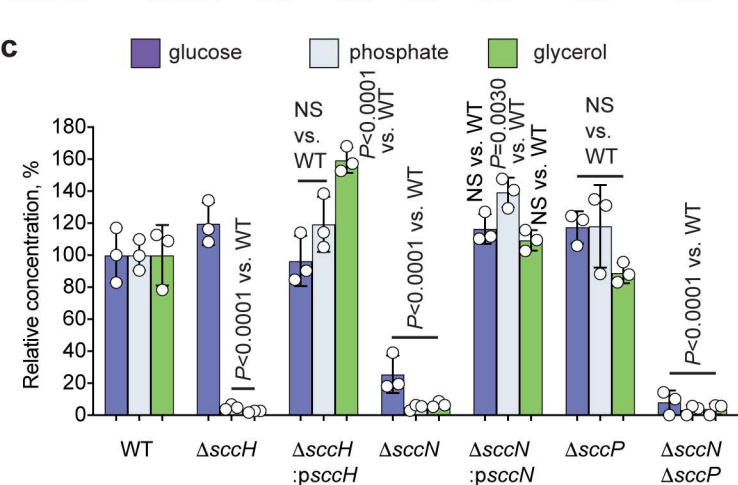 c
glucose
phosphate
glycerol
Relative concentration, %
180
160
140
120
100
80
60
40
20
0
P<0.0001 vs. WT
NS
vs.
WT
P<0.0001
vs. WT
P<0.0001 vs. WT
NS vs. WT
P=0.0030
vs. WT
NS vs. WT
NS
vs.
WT
P<0.0001 vs. WT
WT
ΔsccH
ΔsccH
:psccH
ΔsccN
ΔsccN
:psccN
ΔsccP
ΔsccN
ΔsccP